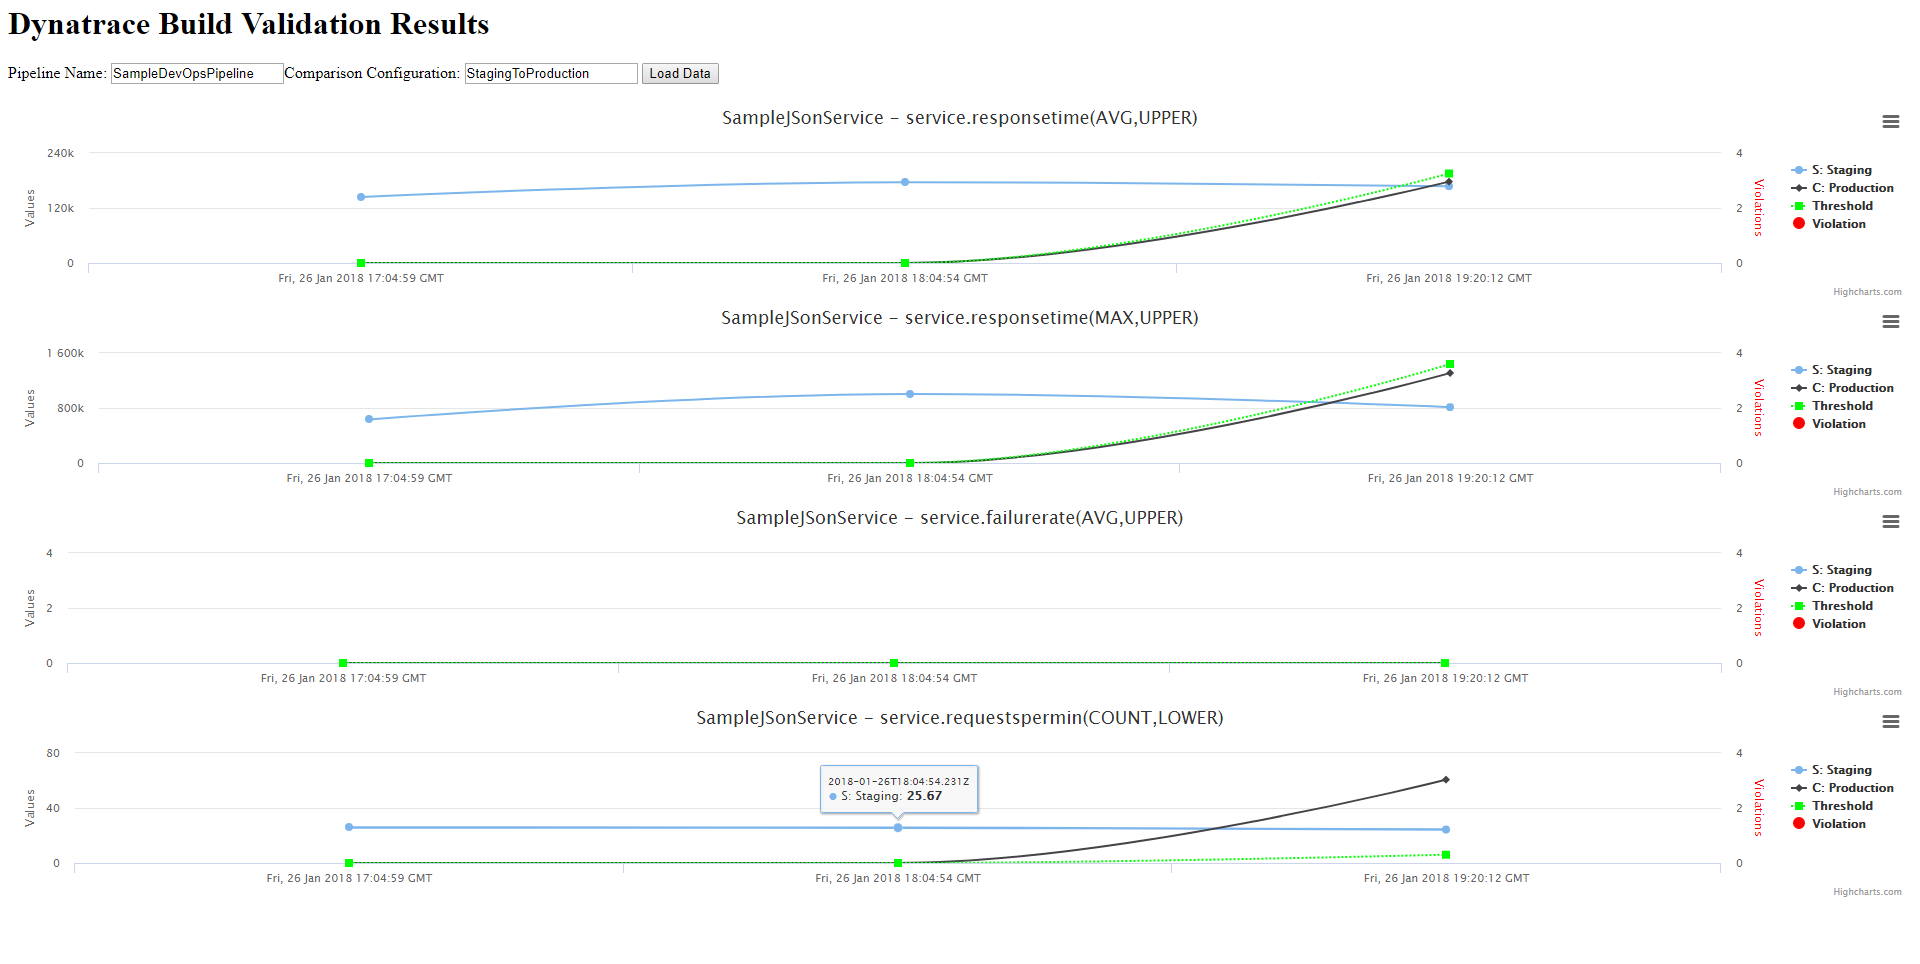 Dynatrace Build Validation Results
Pipeline Name: SampleDevOpsPipeline Comparison Configuration: StagingToProduction Load Data
SampleJSonService - service.responsetime(AVG,UPPER)
240k
120k
0
Values
4
2
0
Violations
S: Staging
C: Production
Threshold
Violation
Fri, 26 Jan 2018 17:04:59 GMT
Fri, 26 Jan 2018 18:04:54 GMT
Fri, 26 Jan 2018 19:20:12 GMT
Highcharts.com
SampleJSonService - service.responsetime(MAX,UPPER)
1 600k
800k
0
Values
4
2
0
Violations
S: Staging
C: Production
Threshold
Violation
Fri, 26 Jan 2018 17:04:59 GMT
Fri, 26 Jan 2018 18:04:54 GMT
Fri, 26 Jan 2018 19:20:12 GMT
Highcharts.com
SampleJSonService - service.failurerate(AVG,UPPER)
4
2
0
Values
4
2
0
Violations
S: Staging
C: Production
Threshold
Violation
Fri, 26 Jan 2018 17:04:59 GMT
Fri, 26 Jan 2018 18:04:54 GMT
Fri, 26 Jan 2018 19:20:12 GMT
Highcharts.com
SampleJSonService - service.requestspermin(COUNT,LOWER)
80
40
0
Values
2018-01-26T18:04:54.231Z
S: Staging: 25.67
4
2
0
Violations
S: Staging
C: Production
Threshold
Violation
Fri, 26 Jan 2018 17:04:59 GMT
Fri, 26 Jan 2018 18:04:54 GMT
Fri, 26 Jan 2018 19:20:12 GMT
Highcharts.com